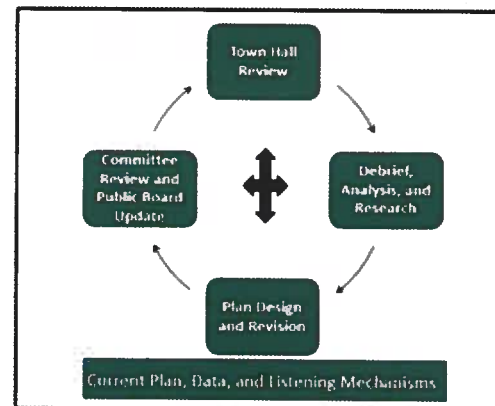 Town Hall
Review
Committee
Review and
Public Board
Update
Debrief,
Analysis, and
Research
Plan Design
and Revision
Current Plan, Data, and Listening Mechanisms